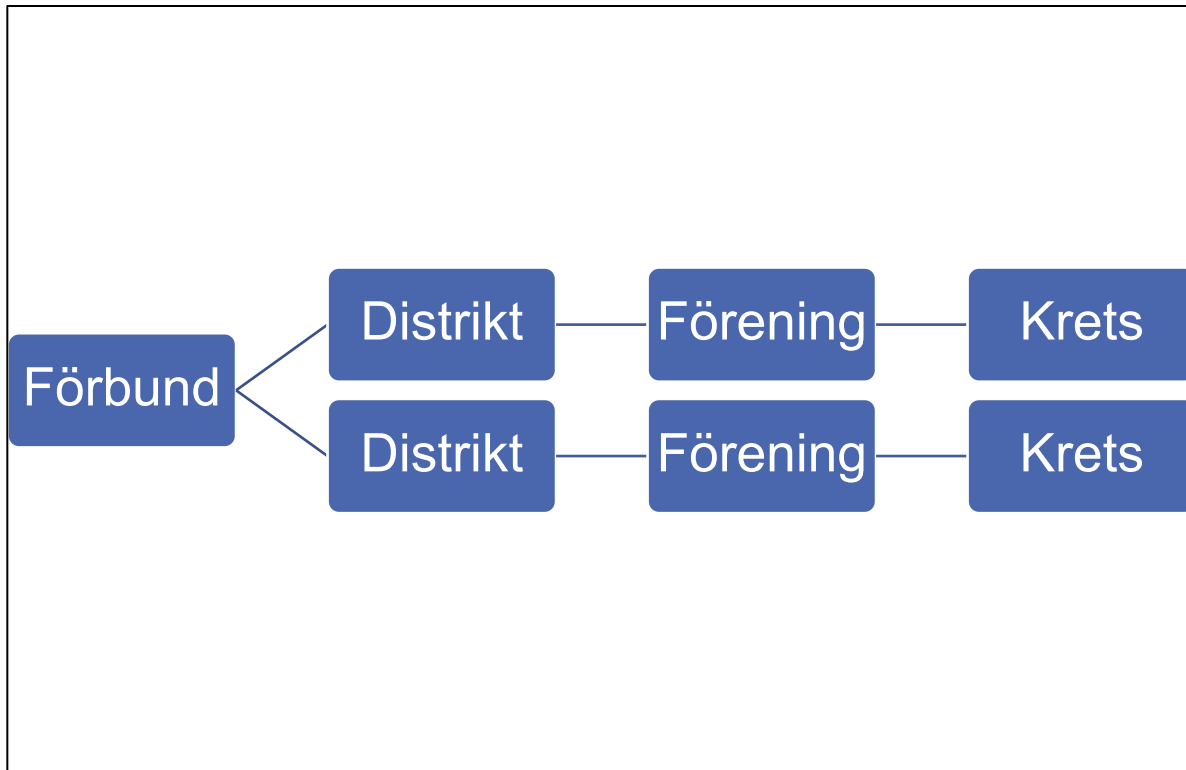 Förbund
Distrikt
Förening
Krets
Distrikt
Förening
Krets